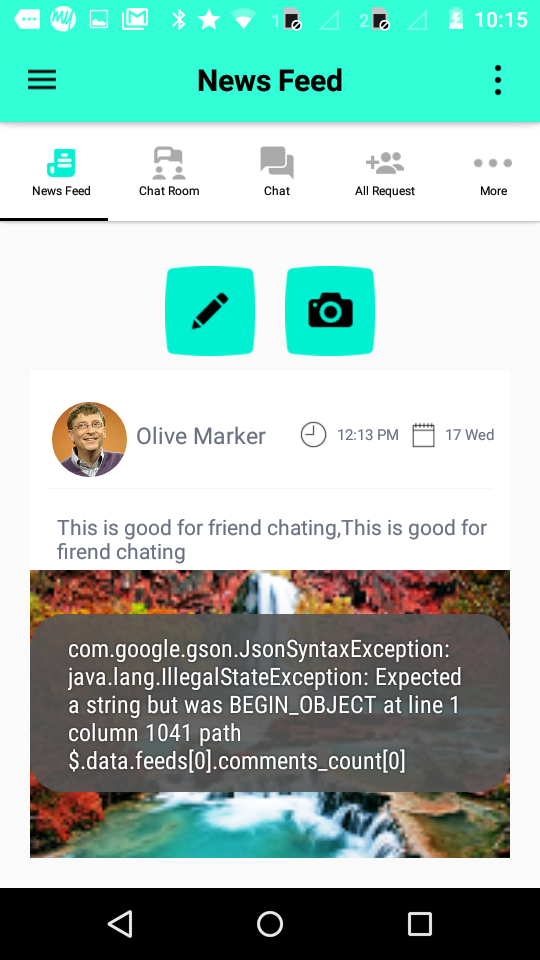 1 2 10:15
News Feed
News Feed Chat Room Chat All Request More
Olive Marker 12:13 PM 17 Wed
This is good for friend chating,This is good for
firend chating
com.google.gson.JsonSyntaxException:
java.lang.IllegalStateException: Expected
a string but was BEGIN_OBJECT at line 1
column 1041 path
$.data.feeds[0].comments_count[0]